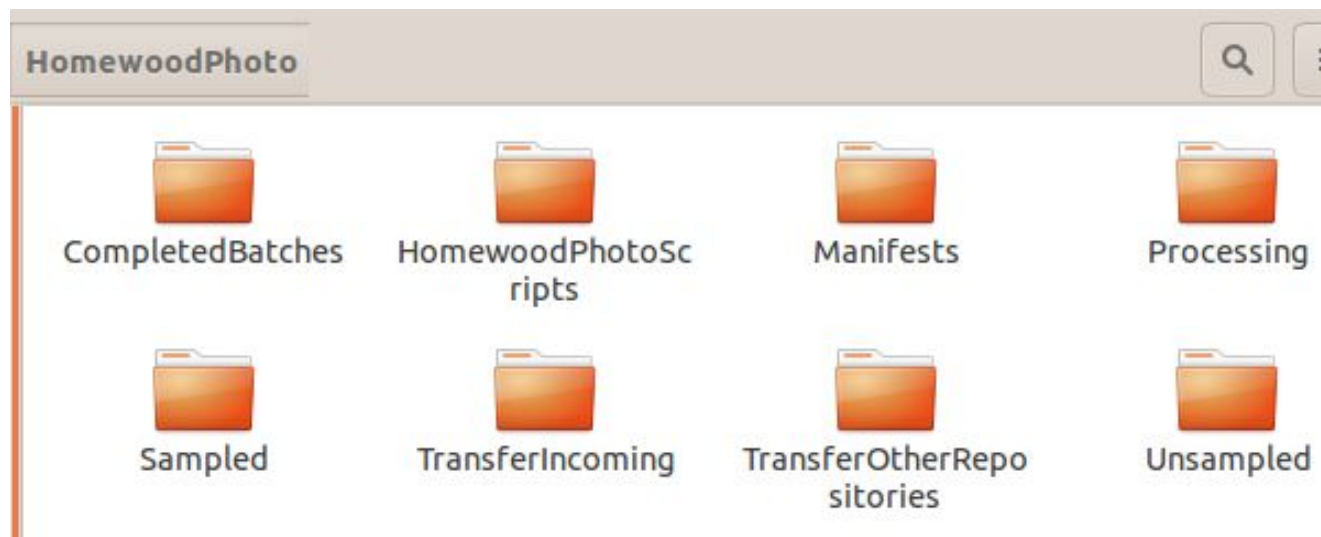 HomewoodPhoto
CompletedBatches
HomewoodPhotoSc
ripts
Manifests
Processing
Sampled
TransferIncoming
TransferOtherRepo
sitories
Unsampled